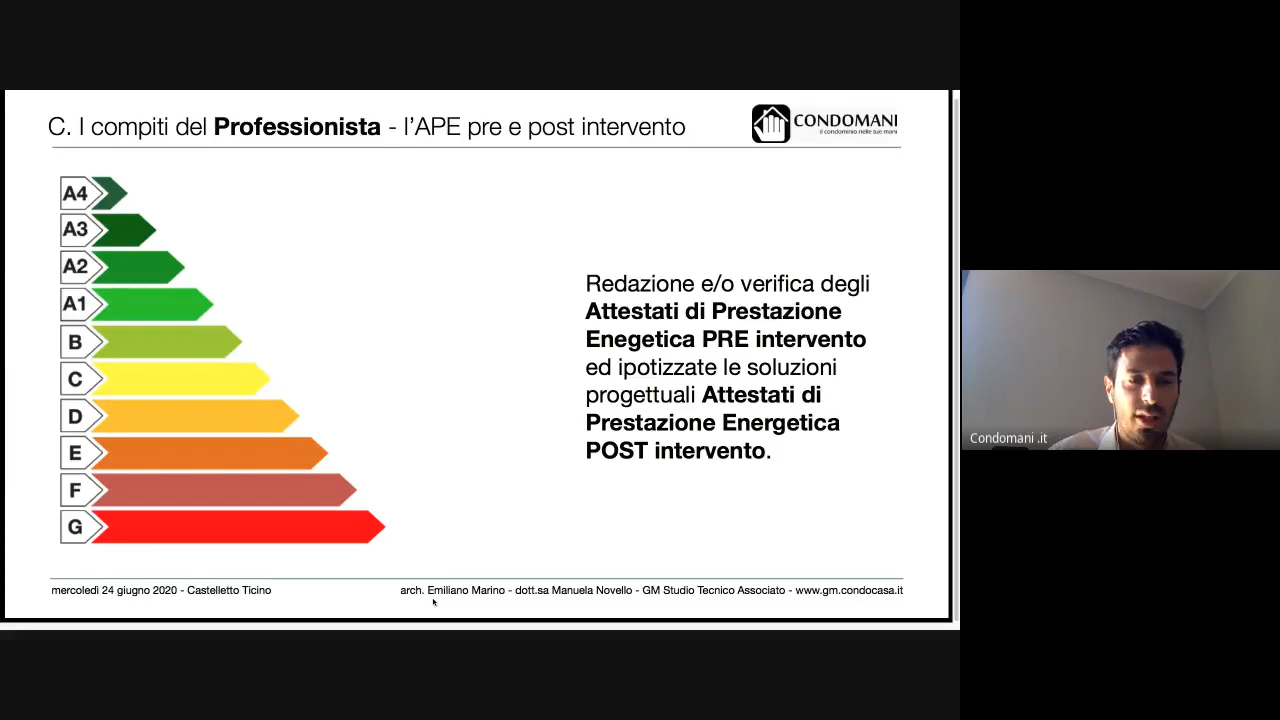 C. I compiti del Professionista - l'APE pre e post intervento
CONDOMANI
il condominio nelle tue mani
A4
A3
A2
A1
B
C
D
E
F
G
Redazione e/o verifica degli
Attestati di Prestazione
Enegetica PRE intervento
ed ipotizzate le soluzioni
progettuali Attestati di
Prestazione Energetica
POST intervento.
mercoledì 24 giugno 2020 - Castelletto Ticino
arch. Emiliano Marino - dott.sa Manuela Novello - GM Studio Tecnico Associato - www.gm.condocasa.it
Condomani .it